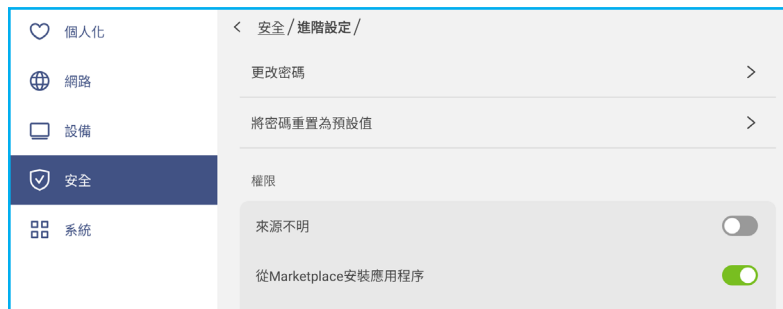 個人化
網路
設備
安全
系統
< 安全/進階設定/
更改密碼
將密碼重置為預設值
權限
來源不明
從Marketplace安裝應用程序